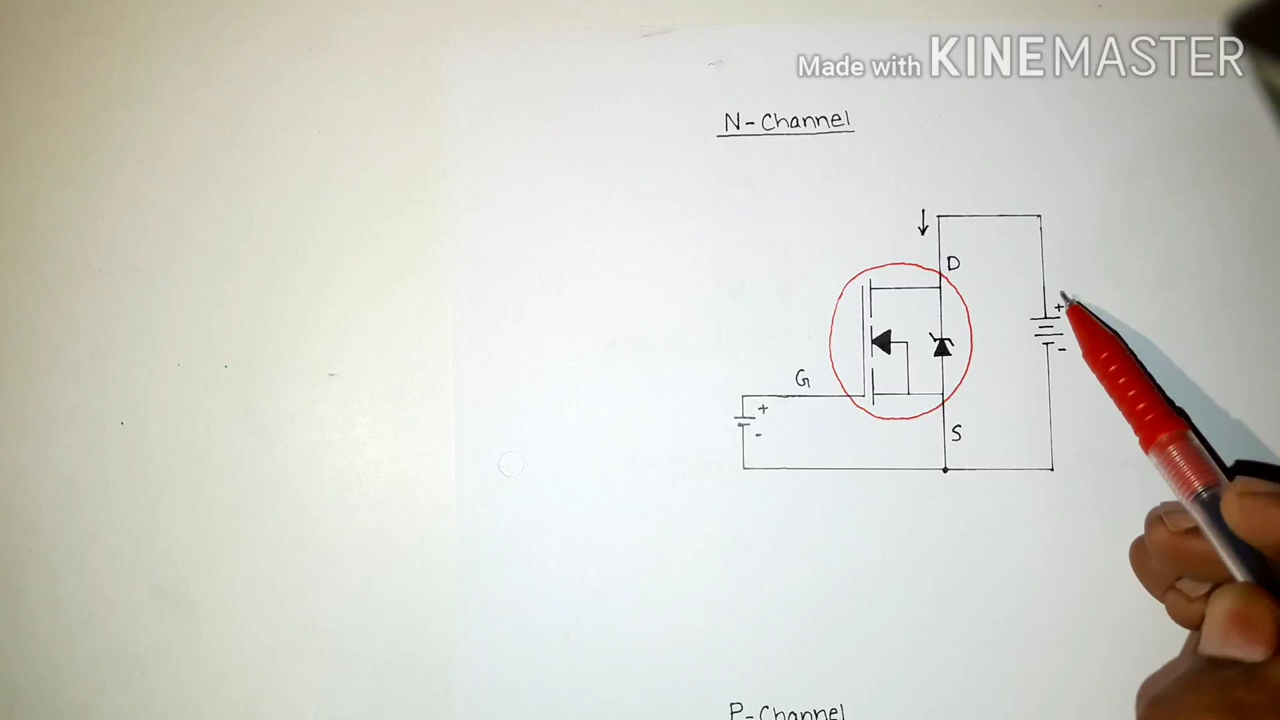 Made with KINEMASTER
N-Channel
D
+
-
G
+
-
S
P-Channel